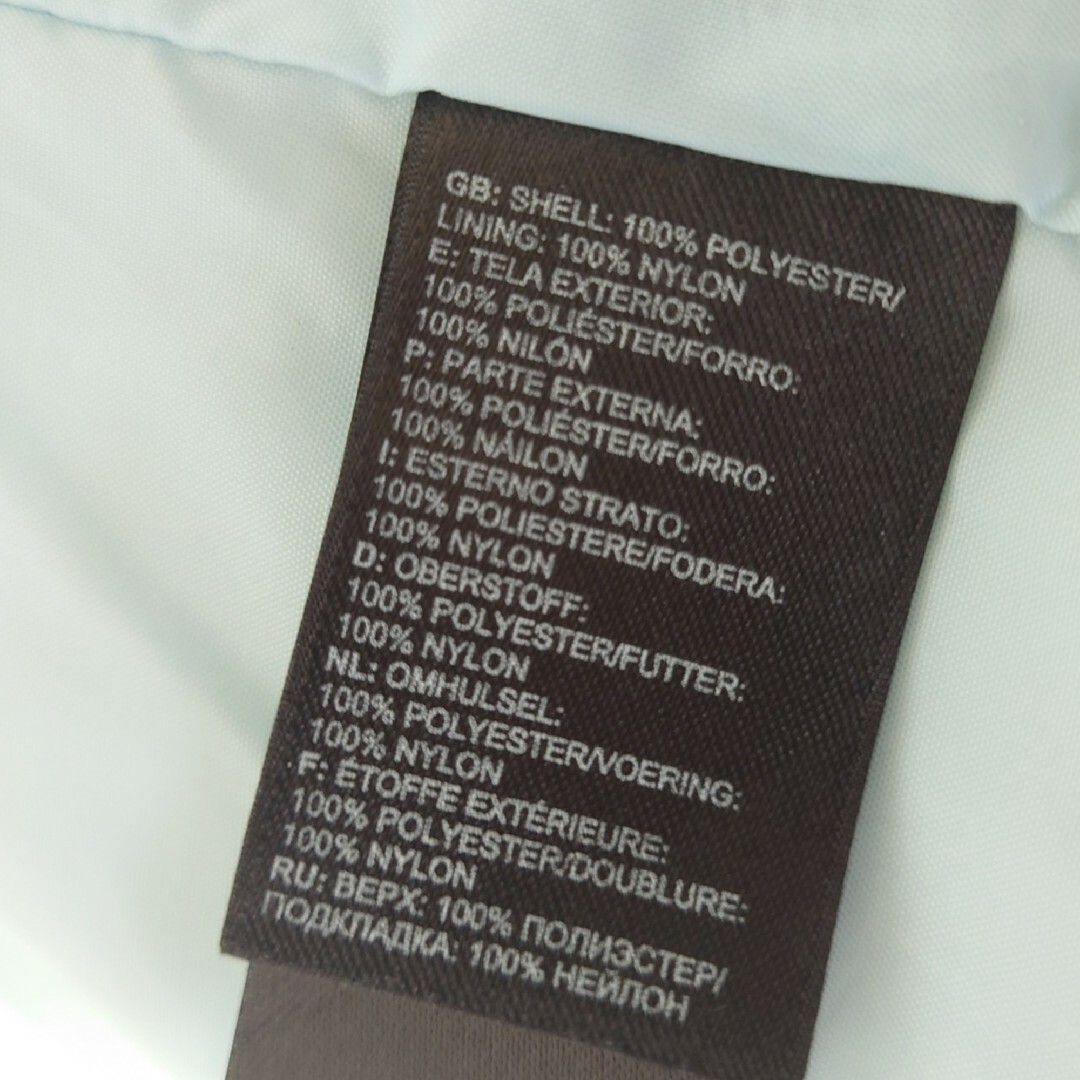 GB: SHELL: 100% POLYESTER/
LINING: 100% NYLON
E: TELA EXTERIOR:
100% POLIÉSTER/FORRO:
100% NILÓN
P: PARTE EXTERNA:
100% POLIÉSTER/FORRO:
100% NÁILON
I: ESTERNO STRATO:
100% POLIESTERE/FODERA:
100% NYLON
D: OBERSTOFF:
100% POLYESTER/FUTTER:
100% NYLON
NL: OMHULSEL:
100% POLYESTER/VOERING:
100% NYLON
F: ÉTOFFE EXTÉRIEURE:
100% POLYESTER/DOUBLURE:
100% NYLON
RU: ВЕРХ: 100% ПОЛИЭСТЕР/
ПОДКЛАДКА: 100% НЕЙЛОН